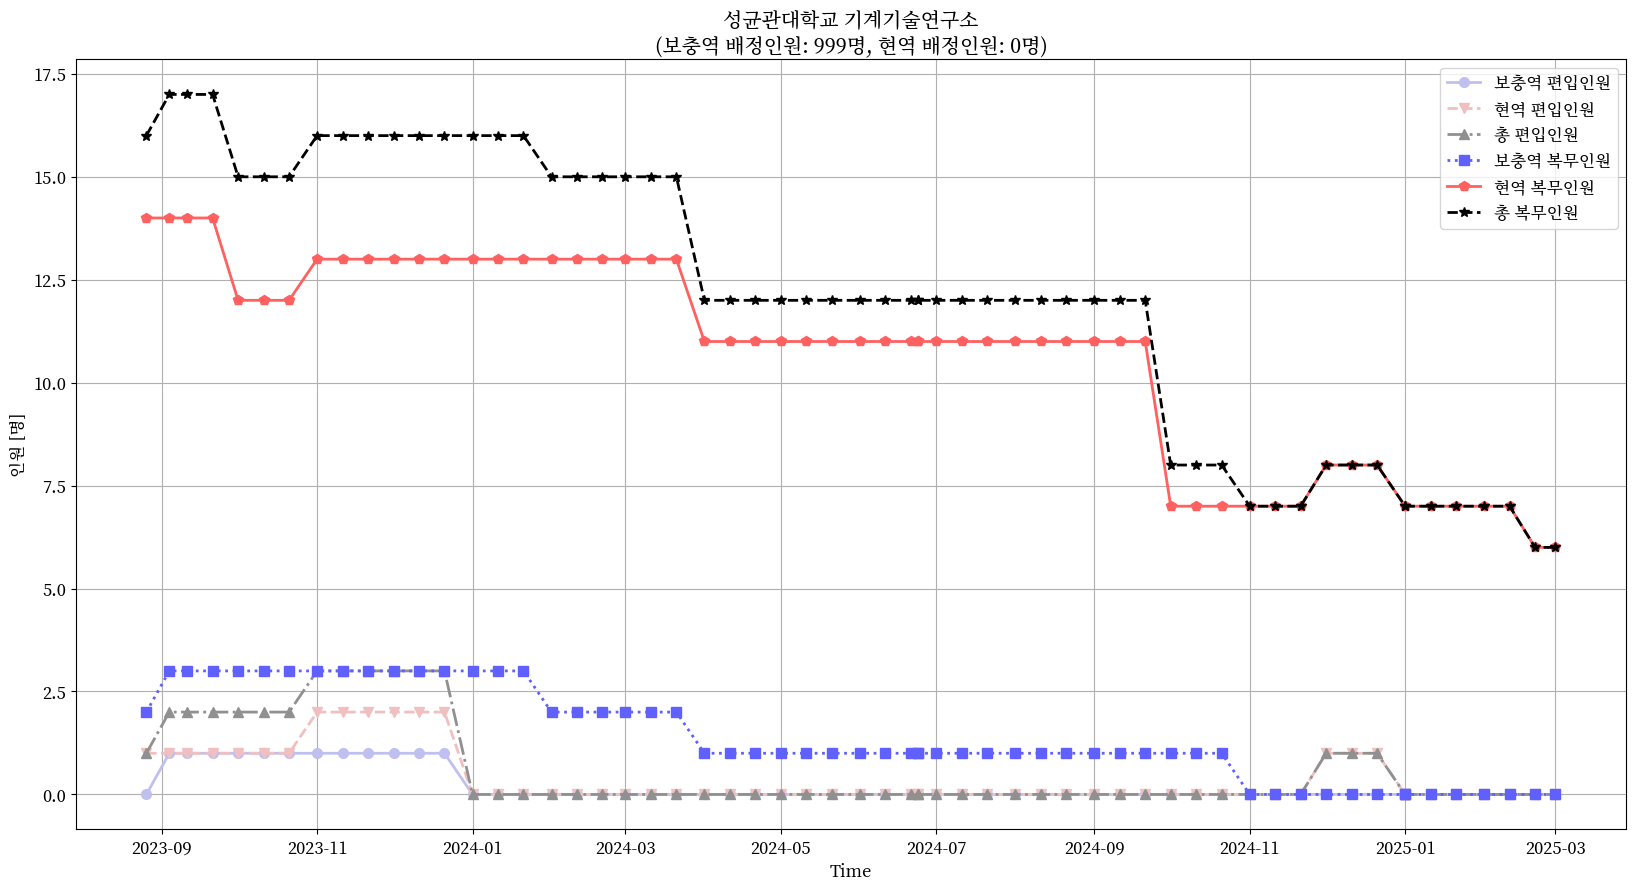 성균관대학교 기계기술연구소
(보충역 배정인원: 999명, 현역 배정인원: 0명)
17.5
15.0
12.5
10.0
7.5
5.0
2.5
0.0
인원 [명]
보충역 편입인원
현역 편입인원
총 편입인원
보충역 복무인원
현역 복무인원
총 복무인원
2023-09
2023-11
2024-01
2024-03
2024-05
2024-07
2024-09
2024-11
2025-01
2025-03
Time